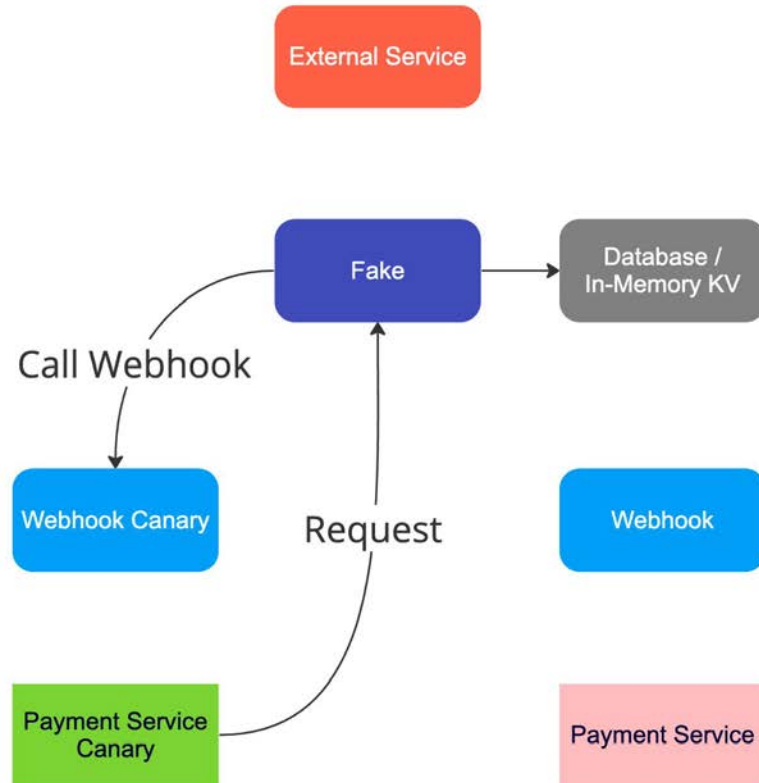 External Service
Fake
Database /
In-Memory KV
Call Webhook
Webhook Canary
Request
Webhook
Payment Service
Canary
Payment Service